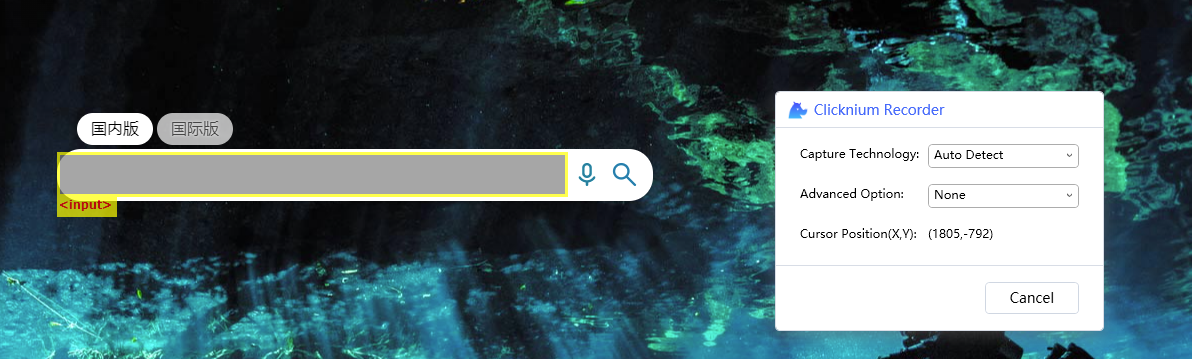 国内版 国际版
<input>
Clicknium Recorder
Capture Technology: Auto Detect
Advanced Option: None
Cursor Position(X,Y): (1805,-792)
Cancel